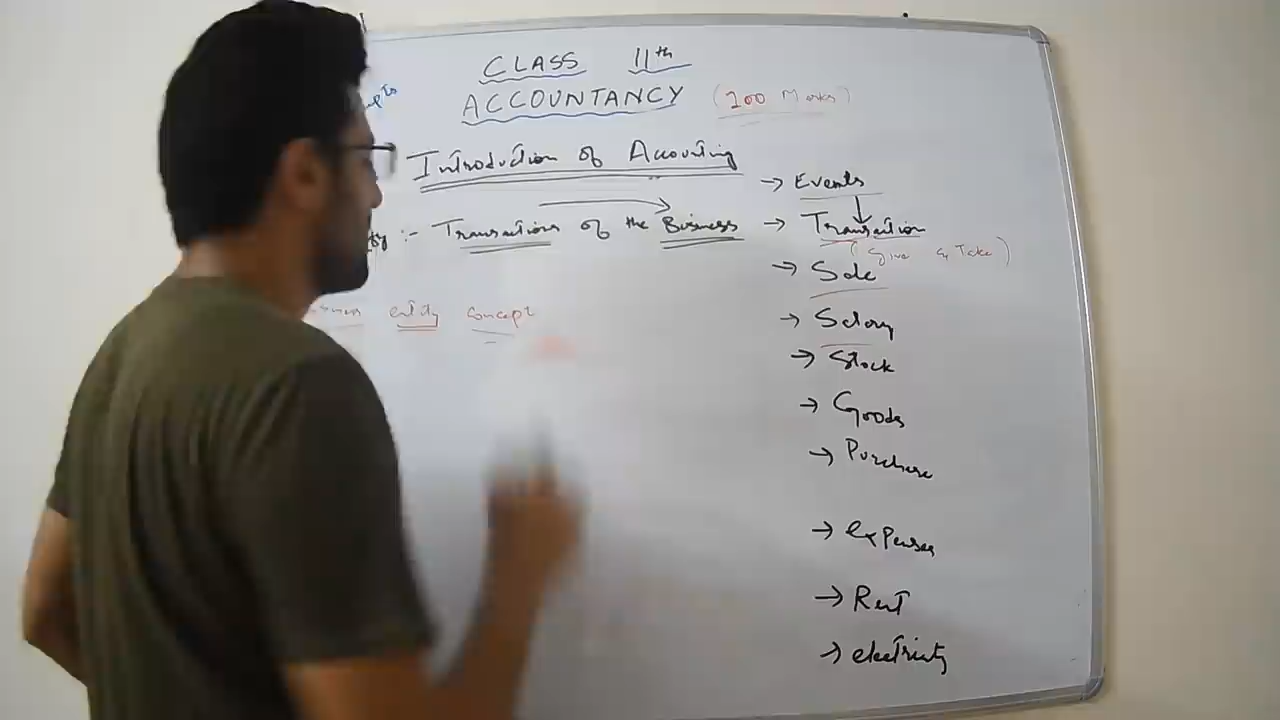 CLASS 11th
ACCOUNTANCY (100 Marks)
Introduction of Accounting
:- Transactions of the Business
entity concept
→ Events
→ Transaction
(Give & Take)
→ Sale
→ Salary
→ Stock
→ Goods
→ Purchase
→ expenses
→ Rent
→ electricity